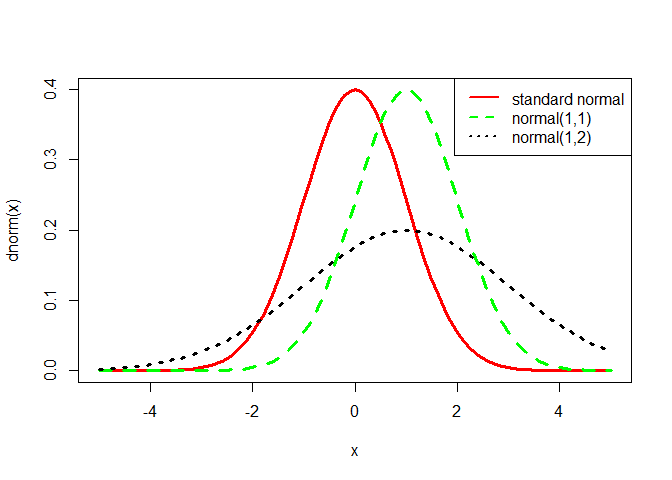 standard normal
normal(1,1)
normal(1,2)
dnorm(x)
0.4
0.3
0.2
0.1
0.0
-4 -2 0 2 4
x